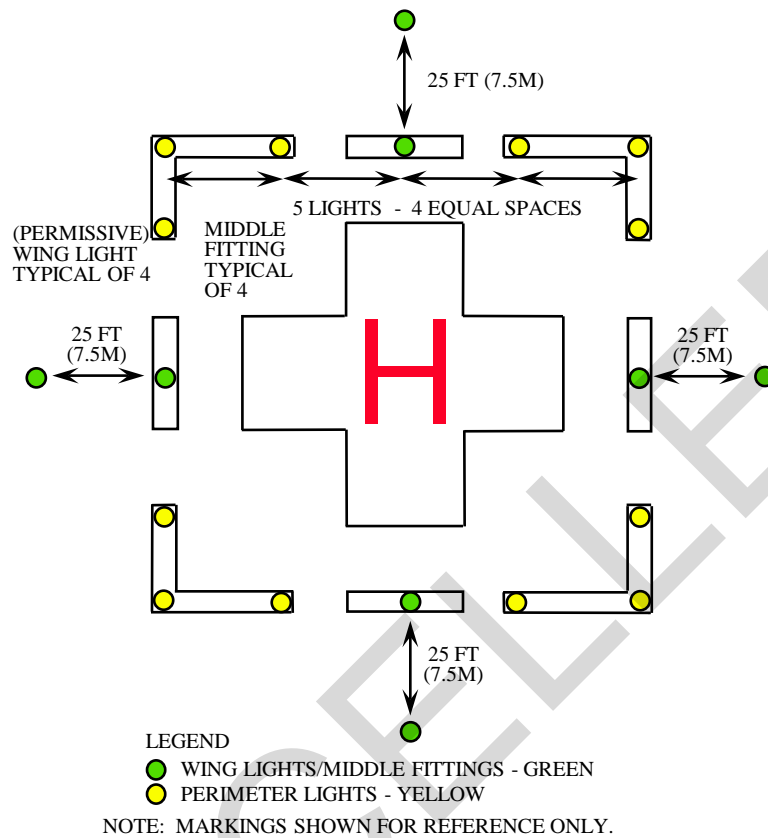 25 FT (7.5M)
5 LIGHTS - 4 EQUAL SPACES
(PERMISSIVE)
WING LIGHT
TYPICAL OF 4
MIDDLE
FITTING
TYPICAL
OF 4
25 FT
(7.5M)
H
25 FT
(7.5M)
25 FT
(7.5M)
LEGEND
WING LIGHTS/MIDDLE FITTINGS - GREEN
PERIMETER LIGHTS - YELLOW
NOTE: MARKINGS SHOWN FOR REFERENCE ONLY.
CELLE